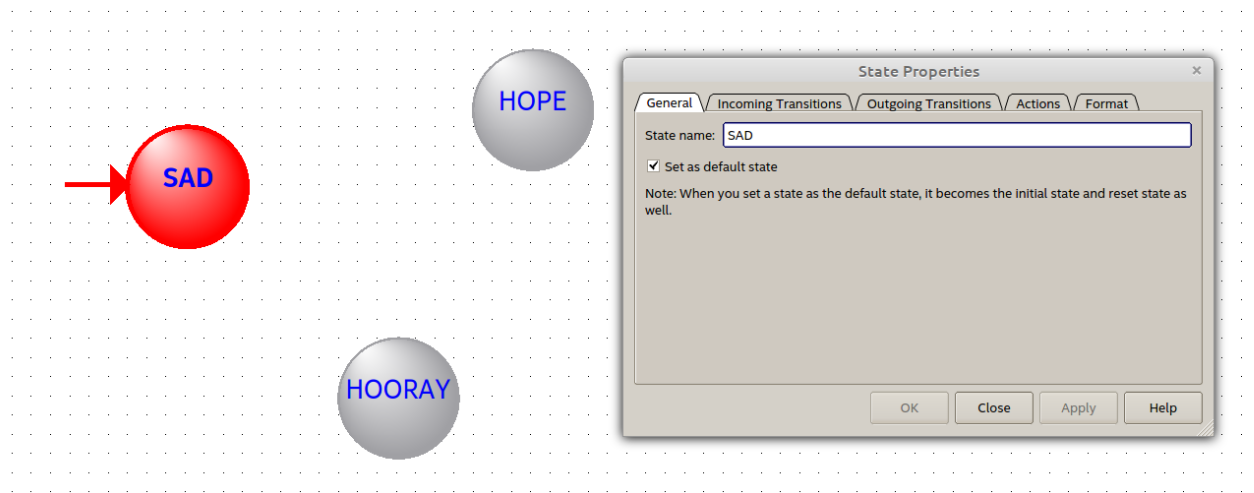 HOPE
SAD
HOORAY
State Properties
×
General
Incoming Transitions
Outgoing Transitions
Actions
Format
State name: SAD
Set as default state
Note: When you set a state as the default state, it becomes the initial state and reset state as
well.
OK
Close
Apply
Help